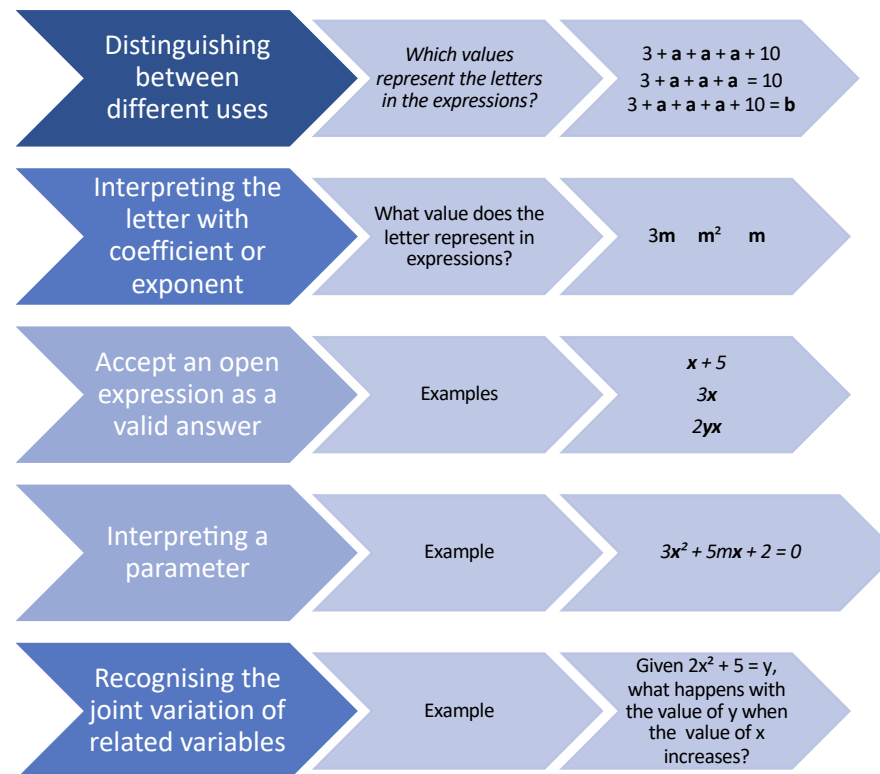 Distinguishing
between
different uses
Which values
represent the letters
in the expressions?
3 + a + a + a + 10
3 + a + a + a = 10
3 + a + a + a + 10 = b
Interpreting the
letter with
coefficient or
exponent
What value does the
letter represent in
expressions?
3m m² m
Accept an open
expression as a
valid answer
Examples
x + 5
3x
2yx
Interpreting a
parameter
Example
3x² + 5mx + 2 = 0
Recognising the
joint variation of
related variables
Example
Given 2x² + 5 = y,
what happens with
the value of y when
the value of x
increases?